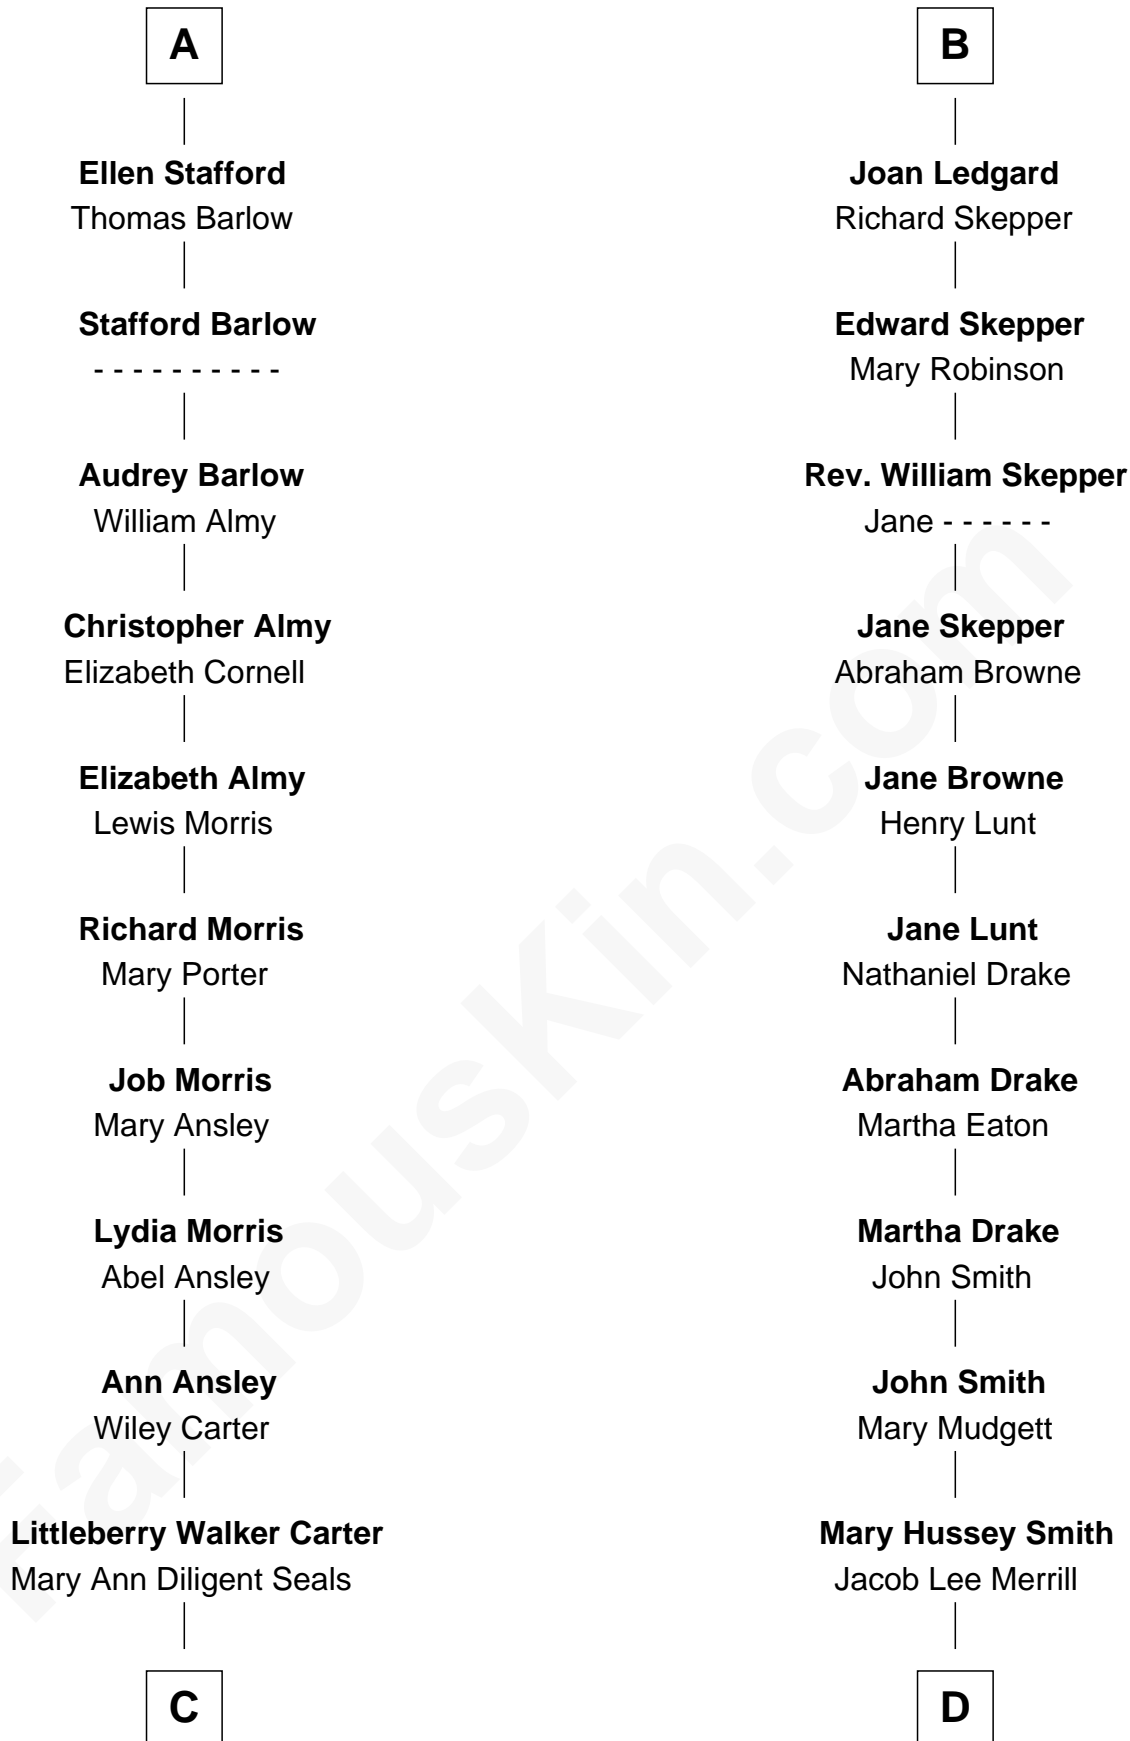 A
Ellen Stafford
Thomas Barlow
Stafford Barlow
- - - - - - - - - -
Audrey Barlow
William Almy
Christopher Almy
Elizabeth Cornell
Elizabeth Almy
Lewis Morris
Richard Morris
Mary Porter
Job Morris
Mary Ansley
Lydia Morris
Abel Ansley
Ann Ansley
Wiley Carter
Littleberry Walker Carter
Mary Ann Diligent Seals
C
B
Joan Ledgard
Richard Skepper
Edward Skepper
Mary Robinson
Rev. William Skepper
Jane - - - - - -
Jane Skepper
Abraham Browne
Jane Browne
Henry Lunt
Jane Lunt
Nathaniel Drake
Abraham Drake
Martha Eaton
Martha Drake
John Smith
John Smith
Mary Mudgett
Mary Hussey Smith
Jacob Lee Merrill
D
FamousKin.com